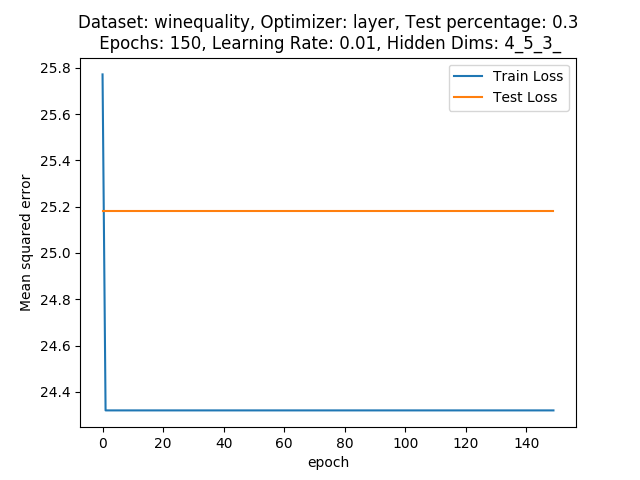 Dataset: winequality, Optimizer: layer, Test percentage: 0.3
Epochs: 150, Learning Rate: 0.01, Hidden Dims: 4_5_3_
Train Loss
Test Loss
Mean squared error
25.8
25.6
25.4
25.2
25.0
24.8
24.6
24.4
0 20 40 60 80 100 120 140
epoch